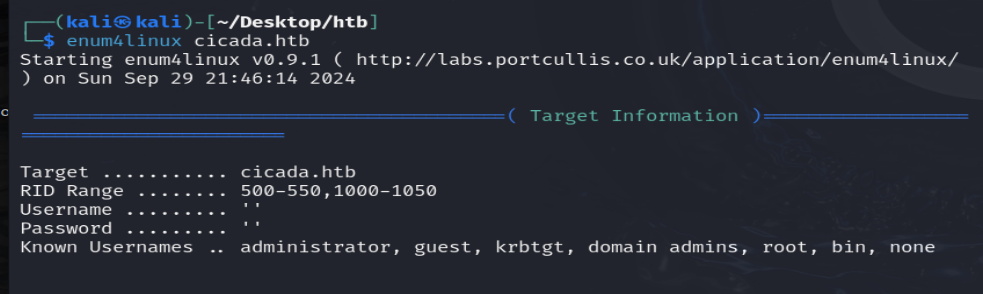 ┌──(kali㉿kali)-[~/Desktop/htb]
└─$ enum4linux cicada.htb
Starting enum4linux v0.9.1 ( http://labs.portcullis.co.uk/application/enum4linux/
) on Sun Sep 29 21:46:14 2024
=========================================( Target Information )==================
=======================
Target ........... cicada.htb
RID Range ........ 500-550,1000-1050
Username ......... ''
Password ......... ''
Known Usernames .. administrator, guest, krbtgt, domain admins, root, bin, none